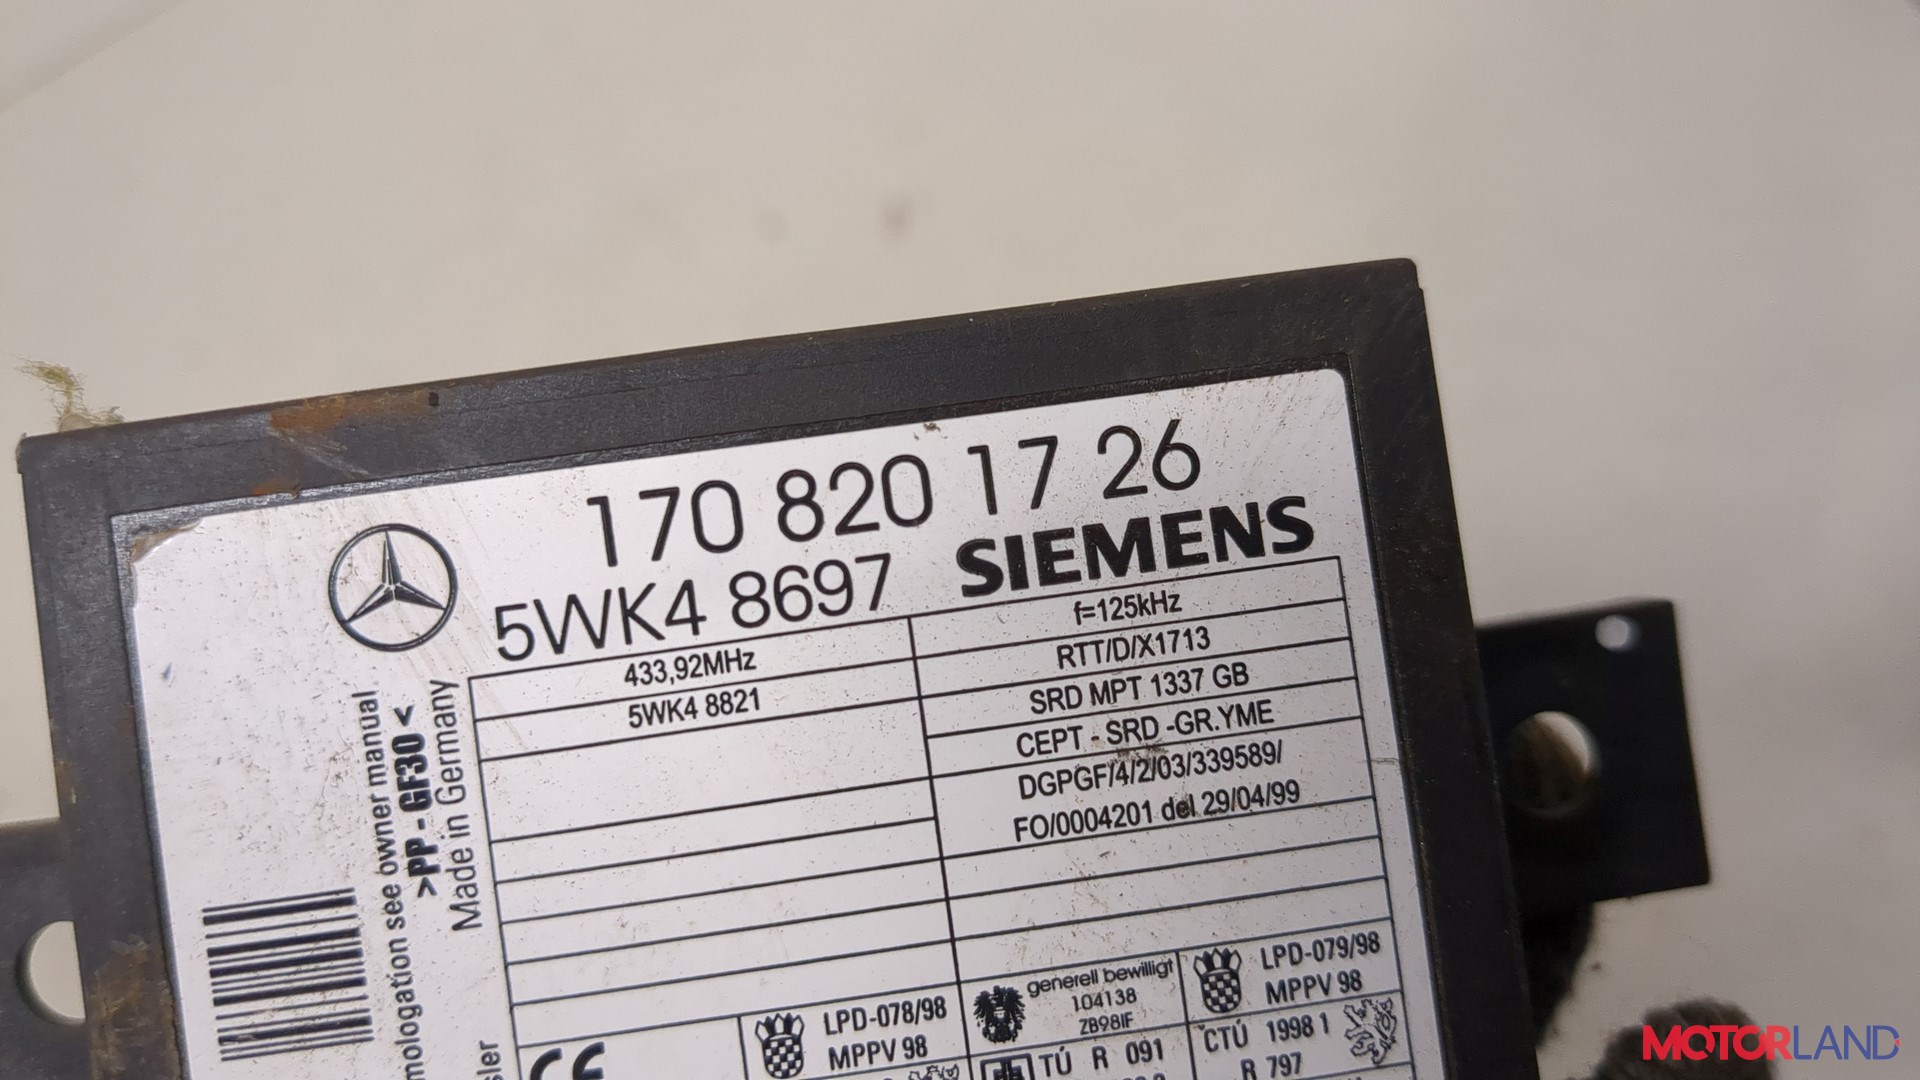 170 820 17 26
5WK4 8697
SIEMENS
433,92MHz
5WK4 8821
f=125kHz
RTT/D/X1713
SRD MPT 1337 GB
CEPT - SRD -GR.YME
DGPGF/4/2/03/339589/
FO/0004201 del 29/04/99
mologation see owner manual
>PP - GF30<
Made in Germany
sler
CE
LPD-078/98
MPPV 98
generell bewilligt
104138
ZB98IF
LPD-079/98
MPPV 98
TÚ R 091
ČTÚ 1998 1
R 797
MOTORLAND